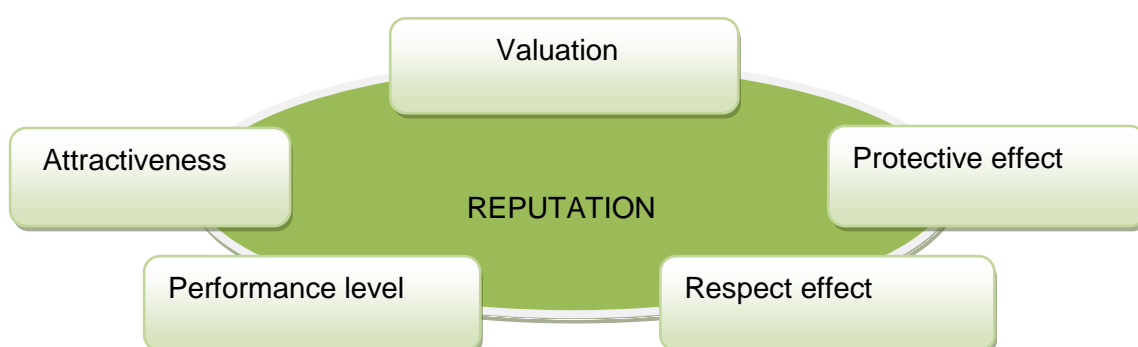 Valuation
Attractiveness
Protective effect
REPUTATION
Performance level
Respect effect